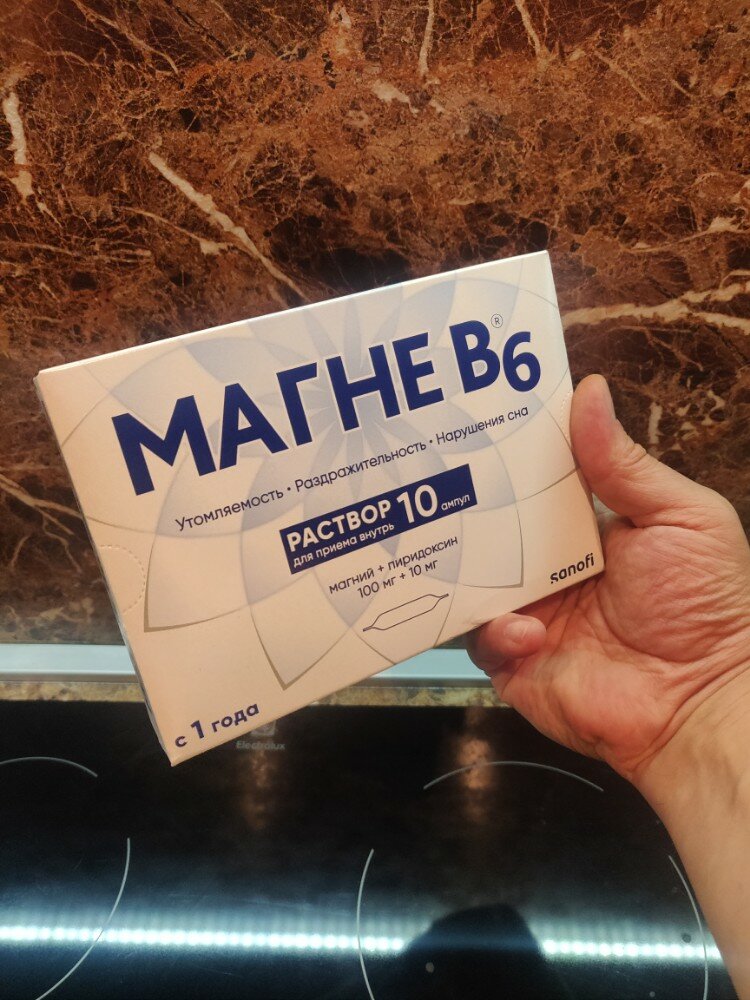 МАГНЕ В6®
Утомляемость • Раздражительность • Нарушения сна
РАСТВОР 10 ампул
для приема внутрь
магний + пиридоксин
100 мг + 10 мг
sanofi
с 1 года
Electrolux